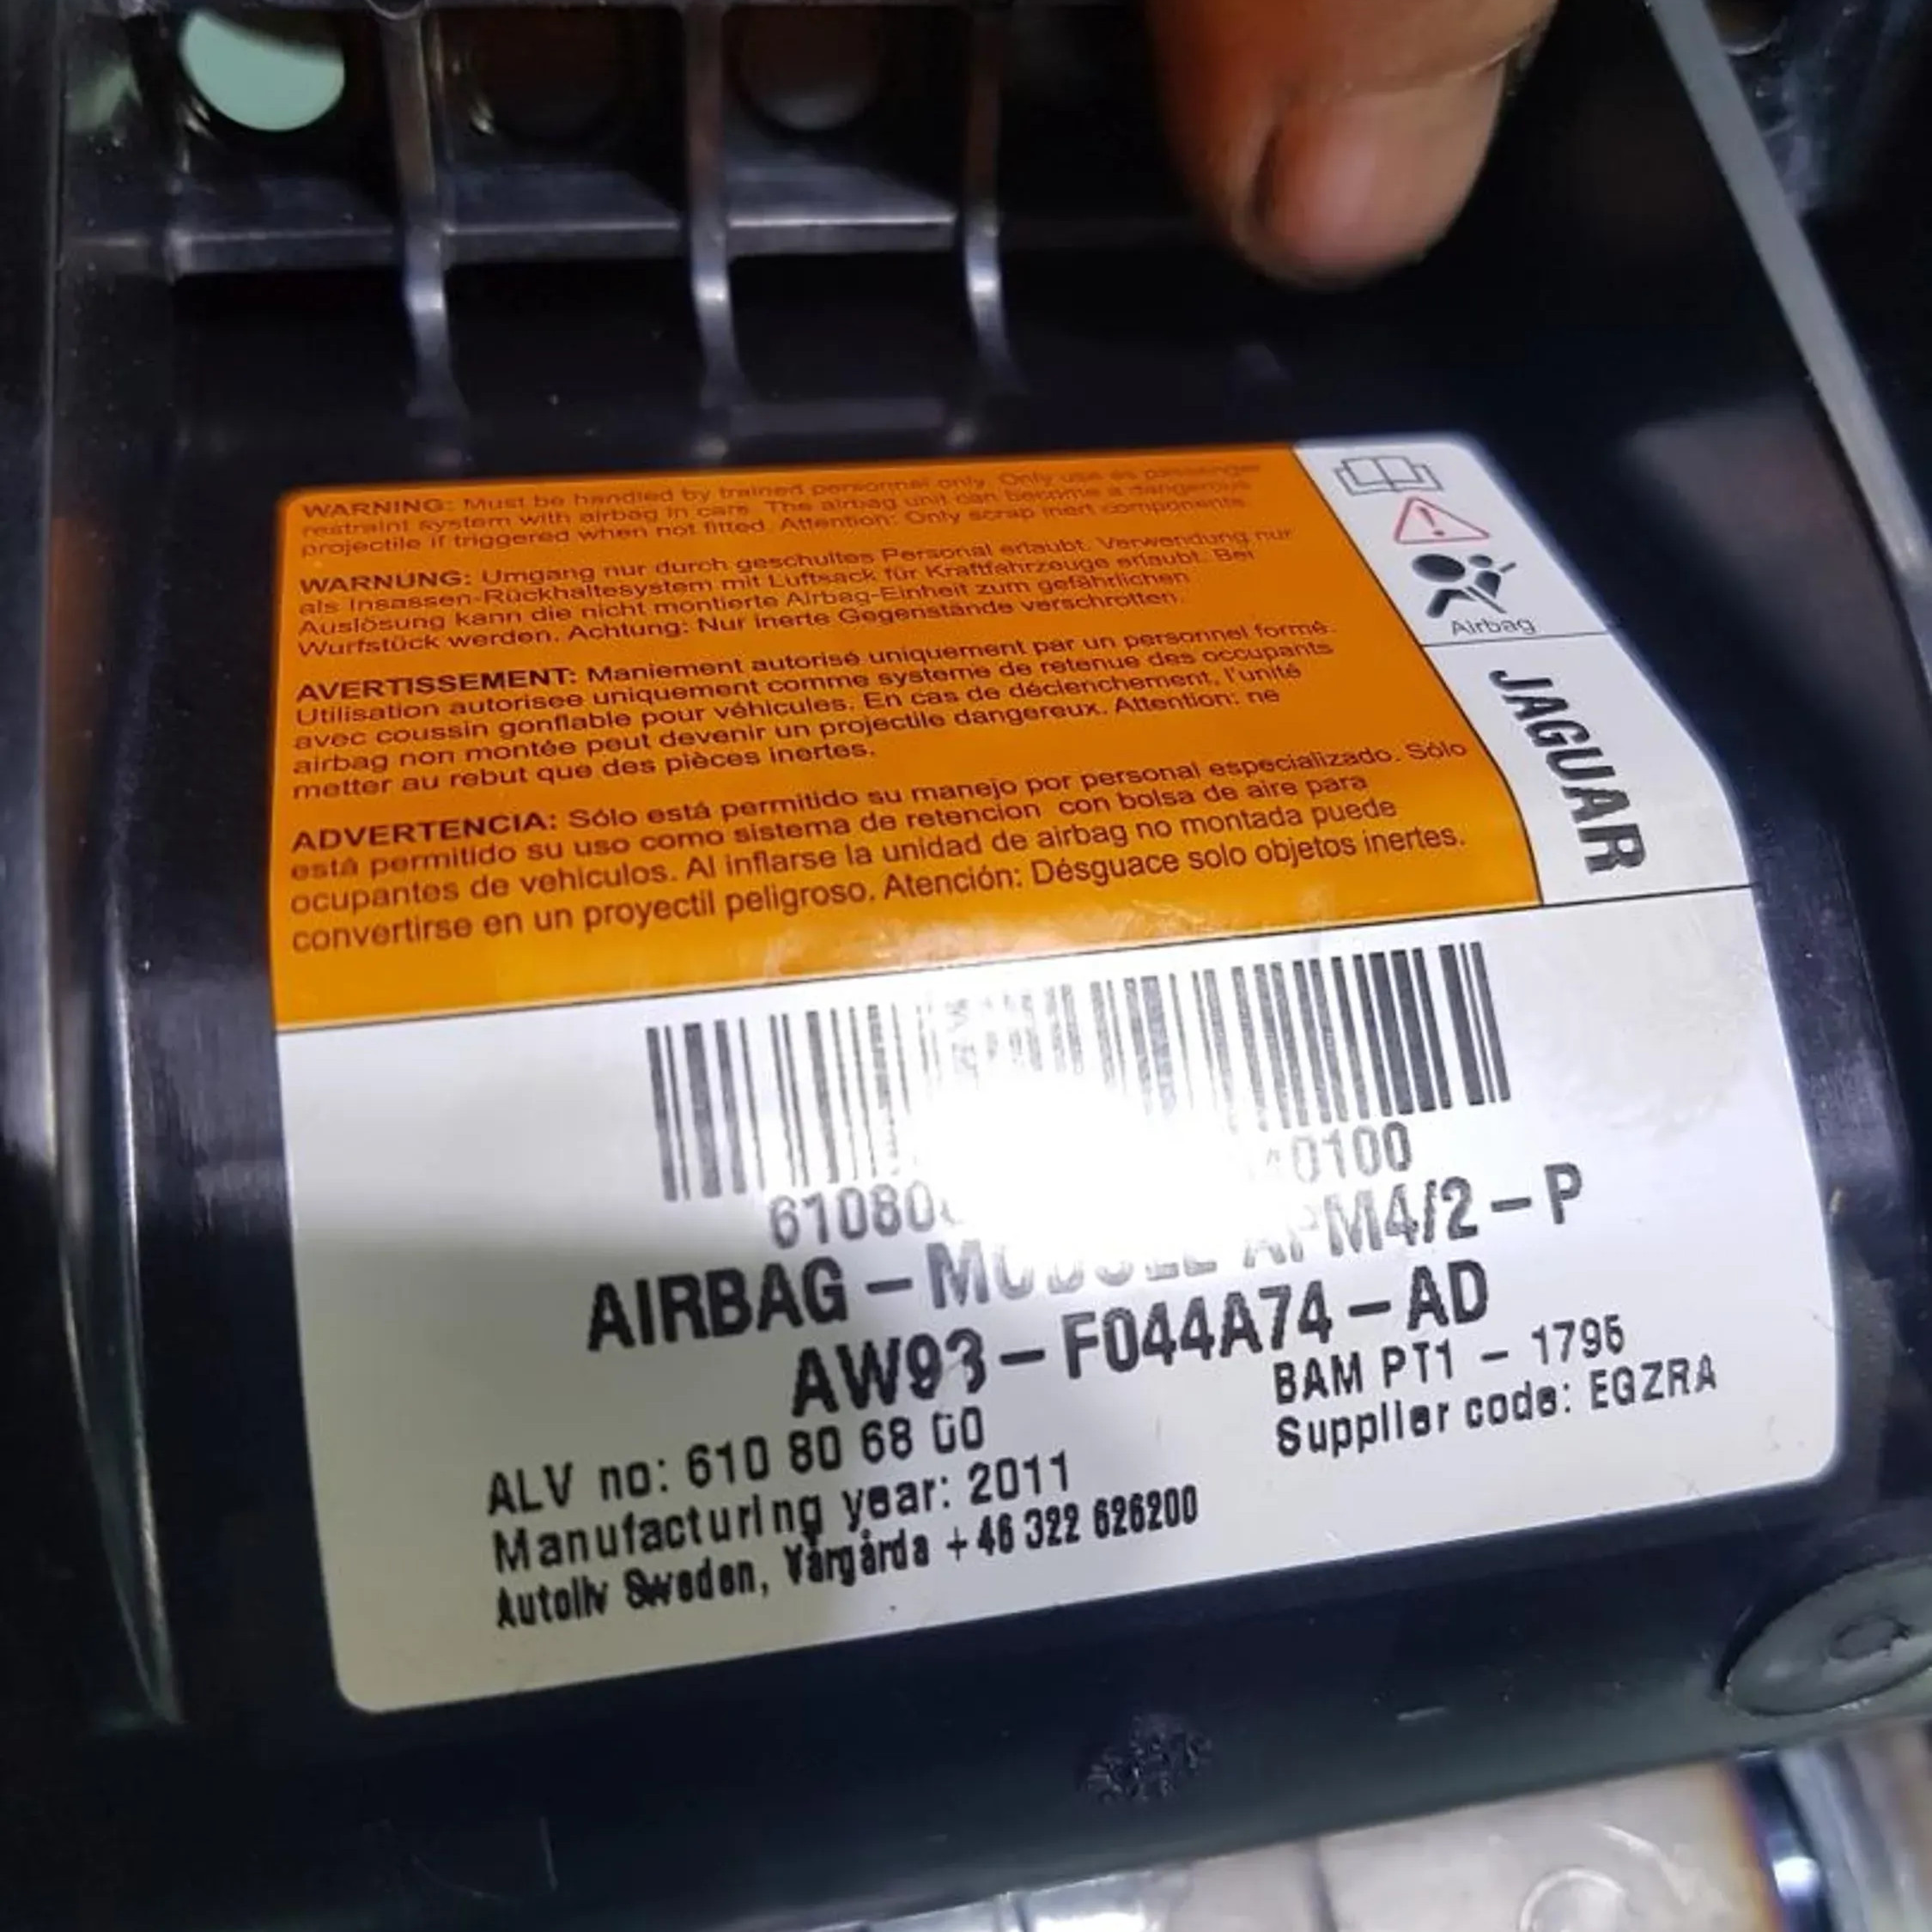 WARNING: Must be handled by trained personnel only. Only use as passenger
restraint system with airbag in cars. The airbag unit can become a dangerous
projectile if triggered when not fitted. Attention: Only scrap inert components.
WARNUNG: Umgang nur durch geschultes Personal erlaubt. Verwendung nur
als Insassen-Rückhaltesystem mit Luftsack für Kraftfahrzeuge erlaubt. Bei
Auslösung kann die nicht montierte Airbag-Einheit zum gefährlichen
Wurfstück werden. Achtung: Nur inerte Gegenstände verschrotten.
AVERTISSEMENT: Maniement autorisé uniquement par un personnel formé.
Utilisation autorisee uniquement comme systeme de retenue des occupants
avec coussin gonflable pour véhicules. En cas de déclenchement, l'unité
airbag non montée peut devenir un projectile dangereux. Attention: ne
metter au rebut que des pièces inertes.
ADVERTENCIA: Sólo está permitido su manejo por personal especializado. Sólo
está permitido su uso como sistema de retencion con bolsa de aire para
ocupantes de vehiculos. Al inflarse la unidad de airbag no montada puede
convertirse en un proyectil peligroso. Atención: Désguace solo objetos inertes.
Airbag
JAGUAR
AIRBAG-MODULE APM4/2-P
AW93-F044A74-AD
BAM PT1 - 1795
Supplier code: EGZRA
ALV no: 610 80 68 00
Manufacturing year: 2011
Autoliv Sweden, Vårgårda +46 322 626200